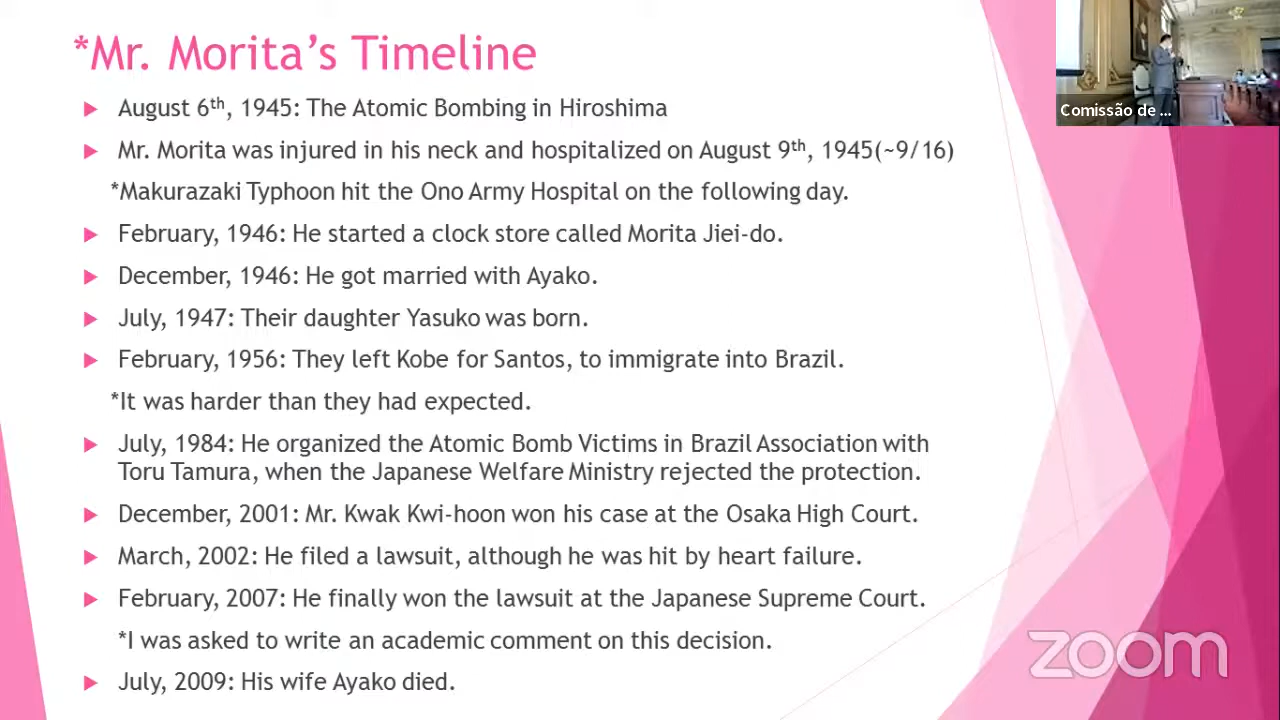 *Mr. Morita's Timeline
August 6th, 1945: The Atomic Bombing in Hiroshima
Mr. Morita was injured in his neck and hospitalized on August 9th, 1945(~9/16)
*Makurazaki Typhoon hit the Ono Army Hospital on the following day.
February, 1946: He started a clock store called Morita Jiei-do.
December, 1946: He got married with Ayako.
July, 1947: Their daughter Yasuko was born.
February, 1956: They left Kobe for Santos, to immigrate into Brazil.
*It was harder than they had expected.
July, 1984: He organized the Atomic Bomb Victims in Brazil Association with
Toru Tamura, when the Japanese Welfare Ministry rejected the protection.
December, 2001: Mr. Kwak Kwi-hoon won his case at the Osaka High Court.
March, 2002: He filed a lawsuit, although he was hit by heart failure.
February, 2007: He finally won the lawsuit at the Japanese Supreme Court.
*I was asked to write an academic comment on this decision.
July, 2009: His wife Ayako died.
Comissão de ...
zoom